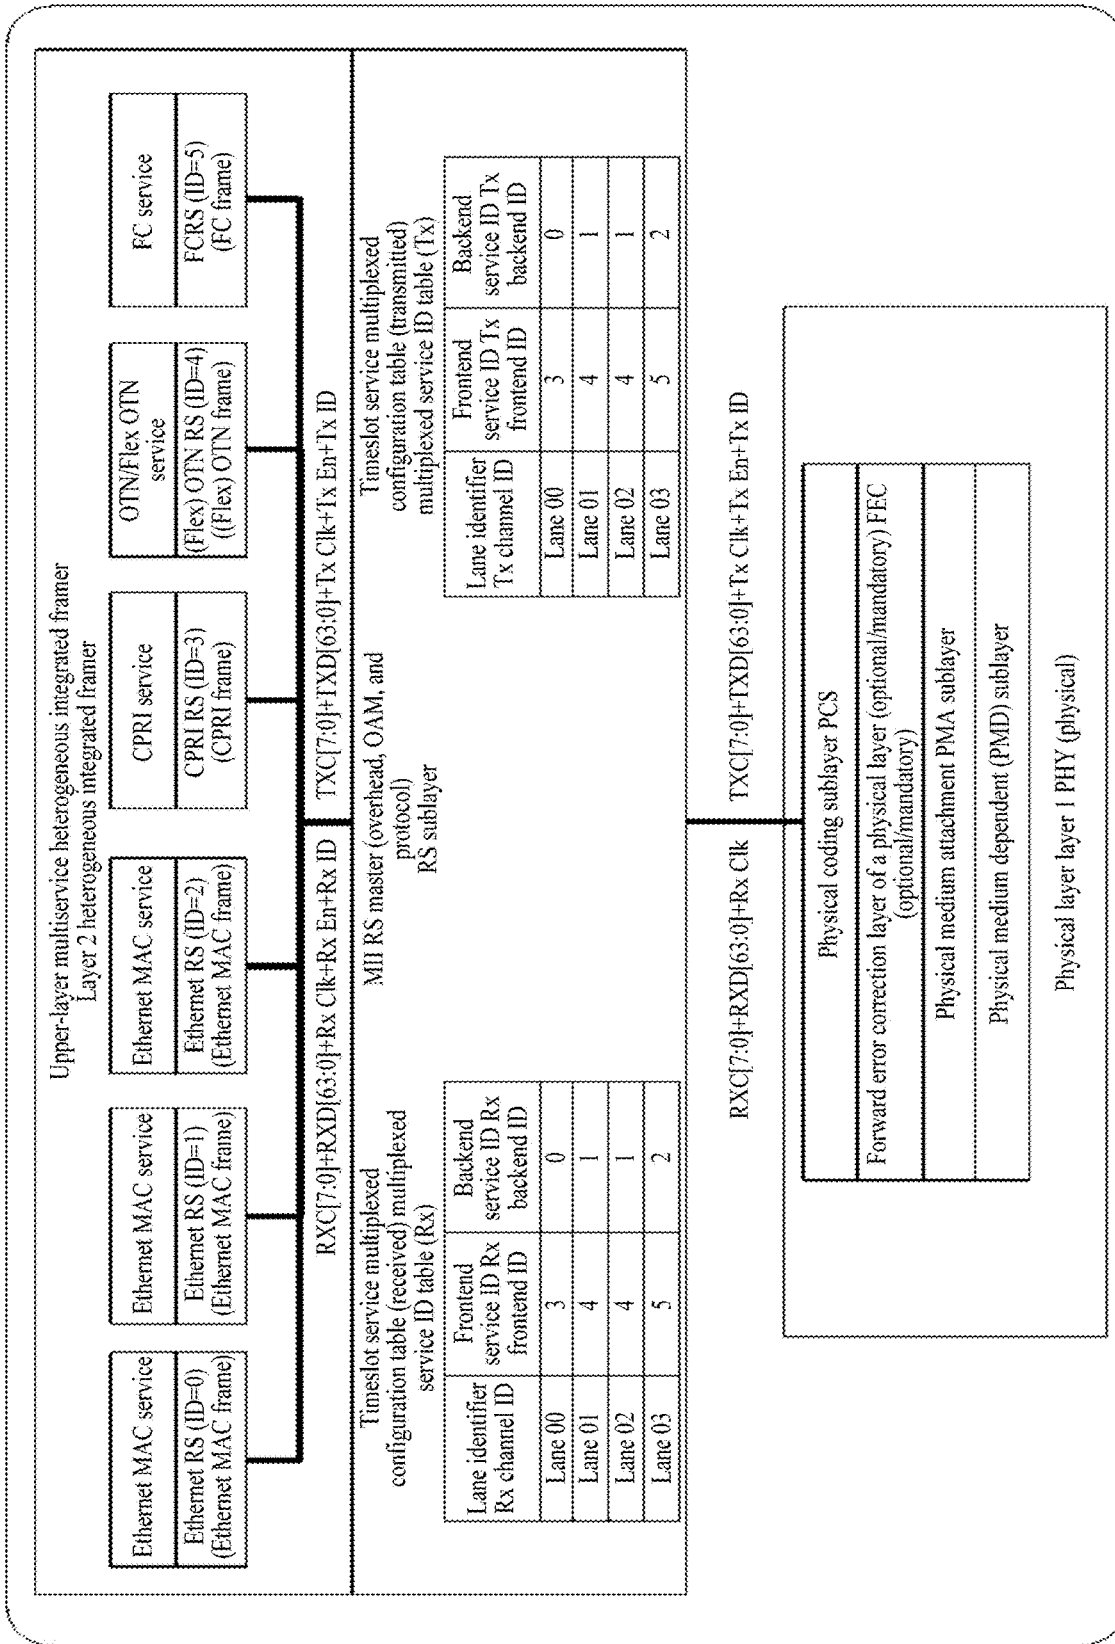 Upper-layer multiservice heterogeneous integrated framer
Layer 2 heterogeneous integrated framer
Ethernet MAC service
Ethernet RS (ID=0)
(Ethernet MAC frame)
Ethernet MAC service
Ethernet RS (ID=1)
(Ethernet MAC frame)
Ethernet MAC service
Ethernet RS (ID=2)
(Ethernet MAC frame)
CPRI service
CPRI RS (ID=3)
(CPRI frame)
OTN/Flex OTN
service
(Flex) OTN RS (ID=4)
((Flex) OTN frame)
FC service
FCRS (ID=5)
(FC frame)
RXC[7:0]+RXD[63:0]+Rx Clk+Rx En+Rx ID
TXC[7:0]+TXD[63:0]+Tx Clk+Tx En+Tx ID
Timeslot service multiplexed
configuration table (received) multiplexed
service ID table (Rx)
Lane identifier
Rx channel ID
Frontend
service ID Rx
frontend ID
Backend
service ID Rx
backend ID
Lane 00 3 0
Lane 01 4 1
Lane 02 4 1
Lane 03 5 2
MII RS master (overhead, OAM, and
protocol)
RS sublayer
Timeslot service multiplexed
configuration table (transmitted)
multiplexed service ID table (Tx)
Lane identifier
Tx channel ID
Frontend
service ID Tx
frontend ID
Backend
service ID Tx
backend ID
Lane 00 3 0
Lane 01 4 1
Lane 02 4 1
Lane 03 5 2
RXC[7:0]+RXD[63:0]+Rx Clk
TXC[7:0]+TXD[63:0]+Tx Clk+Tx En+Tx ID
Physical coding sublayer PCS
Forward error correction layer of a physical layer (optional/mandatory) FEC
(optional/mandatory)
Physical medium attachment PMA sublayer
Physical medium dependent (PMD) sublayer
Physical layer layer 1 PHY (physical)